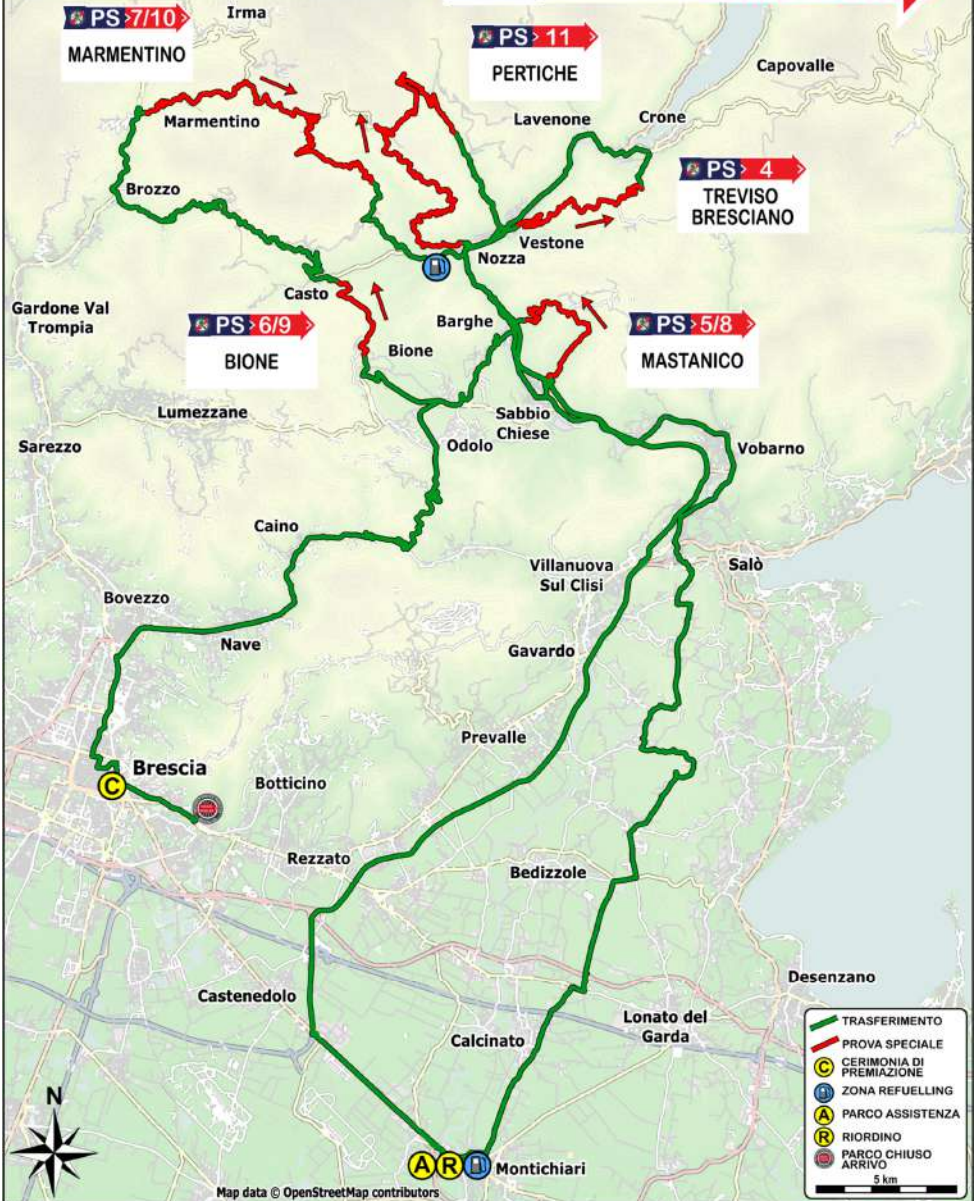 PS 7/10
MARMENTINO
Irma
PS 11
PERTICHE
Capovalle
Marmentino
Lavenone
Crone
PS 4
TREVISO
BRESCIANO
Brozzo
Vestone
Nozza
Casto
Gardone Val
Trompia
PS 6/9
BIONE
Barghe
PS 5/8
MASTANICO
Bione
Lumezzane
Sabbio
Chiese
Sarezzo
Odolo
Vobarno
Caino
Villanuova
Sul Clisi
Salò
Bovezzo
Nave
Gavardo
Prevalle
Brescia
C
Botticino
Rezzato
Bedizzole
Castenedolo
Desenzano
Calcinato
Lonato del
Garda
TRASFERIMENTO
PROVA SPECIALE
C CERIMONIA DI
PREMIAZIONE
ZONA REFUELLING
A PARCO ASSISTENZA
R RIORDINO
PARCO CHIUSO
ARRIVO
5 km
N
A R Montichiari
Map data © OpenStreetMap contributors